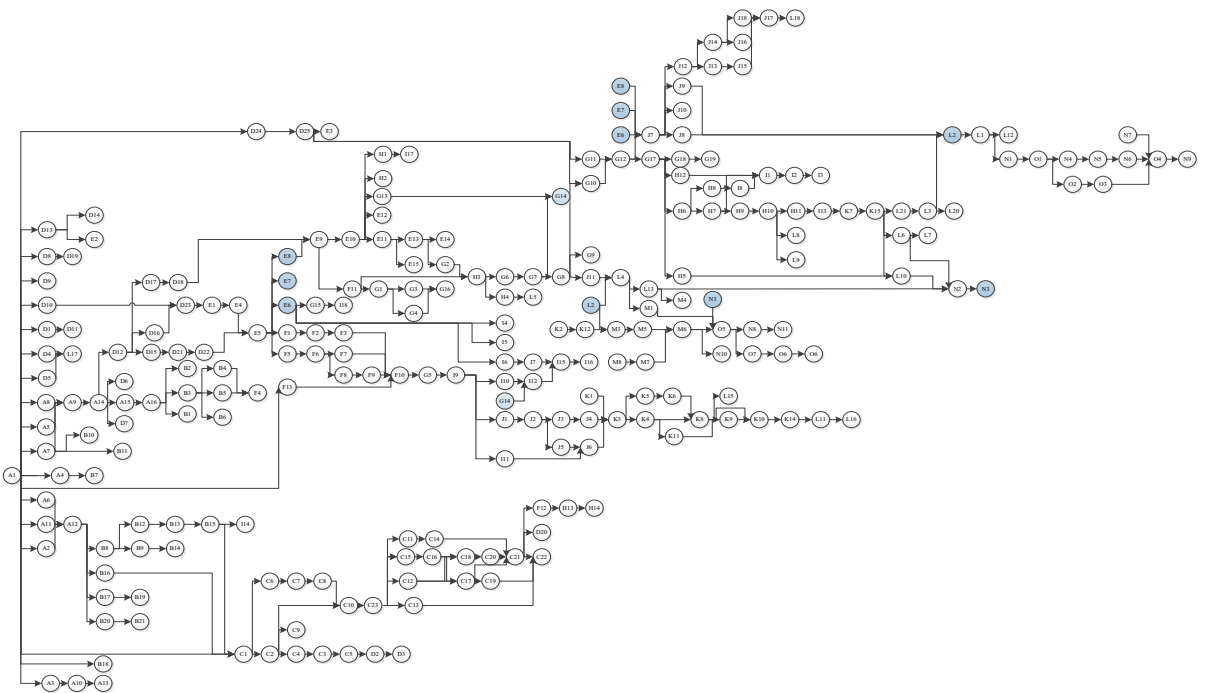 J18 J17 L18
J14 J16
J12 J13 J15
E8 J9
E7 J10
D24 D25 E3 E6 J7 J8 L2 L1 L12 N7
H1 I17 G11 G12 G17 G18 G19 N1 O1 N4 N5 N6 O4 N9
H2 H12 I1 I2 I3
G10 H8 I8 O2 O3
G13 G14
D14 E12 H6 H7 H9 H10 H11 I13 K7 K15 L21 L3 L20
D13
E2 E9 E10 E11 E13 E14 L8 L6 L7
D8 D19 E8 G9 L9
E15 G2
D9 D17 D18 E7 H3 G6 G7 G8 J11 L4 H5 L10
F11 G1 G3 G16 L13 N2 N3
D10 D23 E1 E4 E6 G15 I18 H4 L5 L2 M4 N3
G4 M1
D1 D11 D16 E5 F1 F2 F3 I4 K2 K12 M3 M5 M6 O5 N8 N11
I5
D4 L17 D12 D15 D21 D22 F5 F6 F7 I6 I7 I15 I16 M8 M7 N10 O7 O6 O6
B2 B4
D5 D6 F8 F9 F10 G5 I9 I10 I12
A8 A9 A14 A15 A16 B3 B5 F4 F13 G14 K1 K5 K6 L15
B1 B6
A5 D7 J1 J2 J3 J4 K3 K4 K8 K9 K10 K14 L11 L16
B10 K11
A7 B11 J5 J6
I11
A1 A4 B7
A6 F12 H13 H14
A11 A12 B12 B13 B15 I14 D20
C11 C14
A2 B8 B9 B14 C15 C16 C18 C20 C21 C22
B16 C6 C7 C8 C12 C17 C19
B17 B19 C10 C23 C13
B20 B21 C9
C1 C2 C4 C3 C5 D2 D3
B18
A3 A10 A13